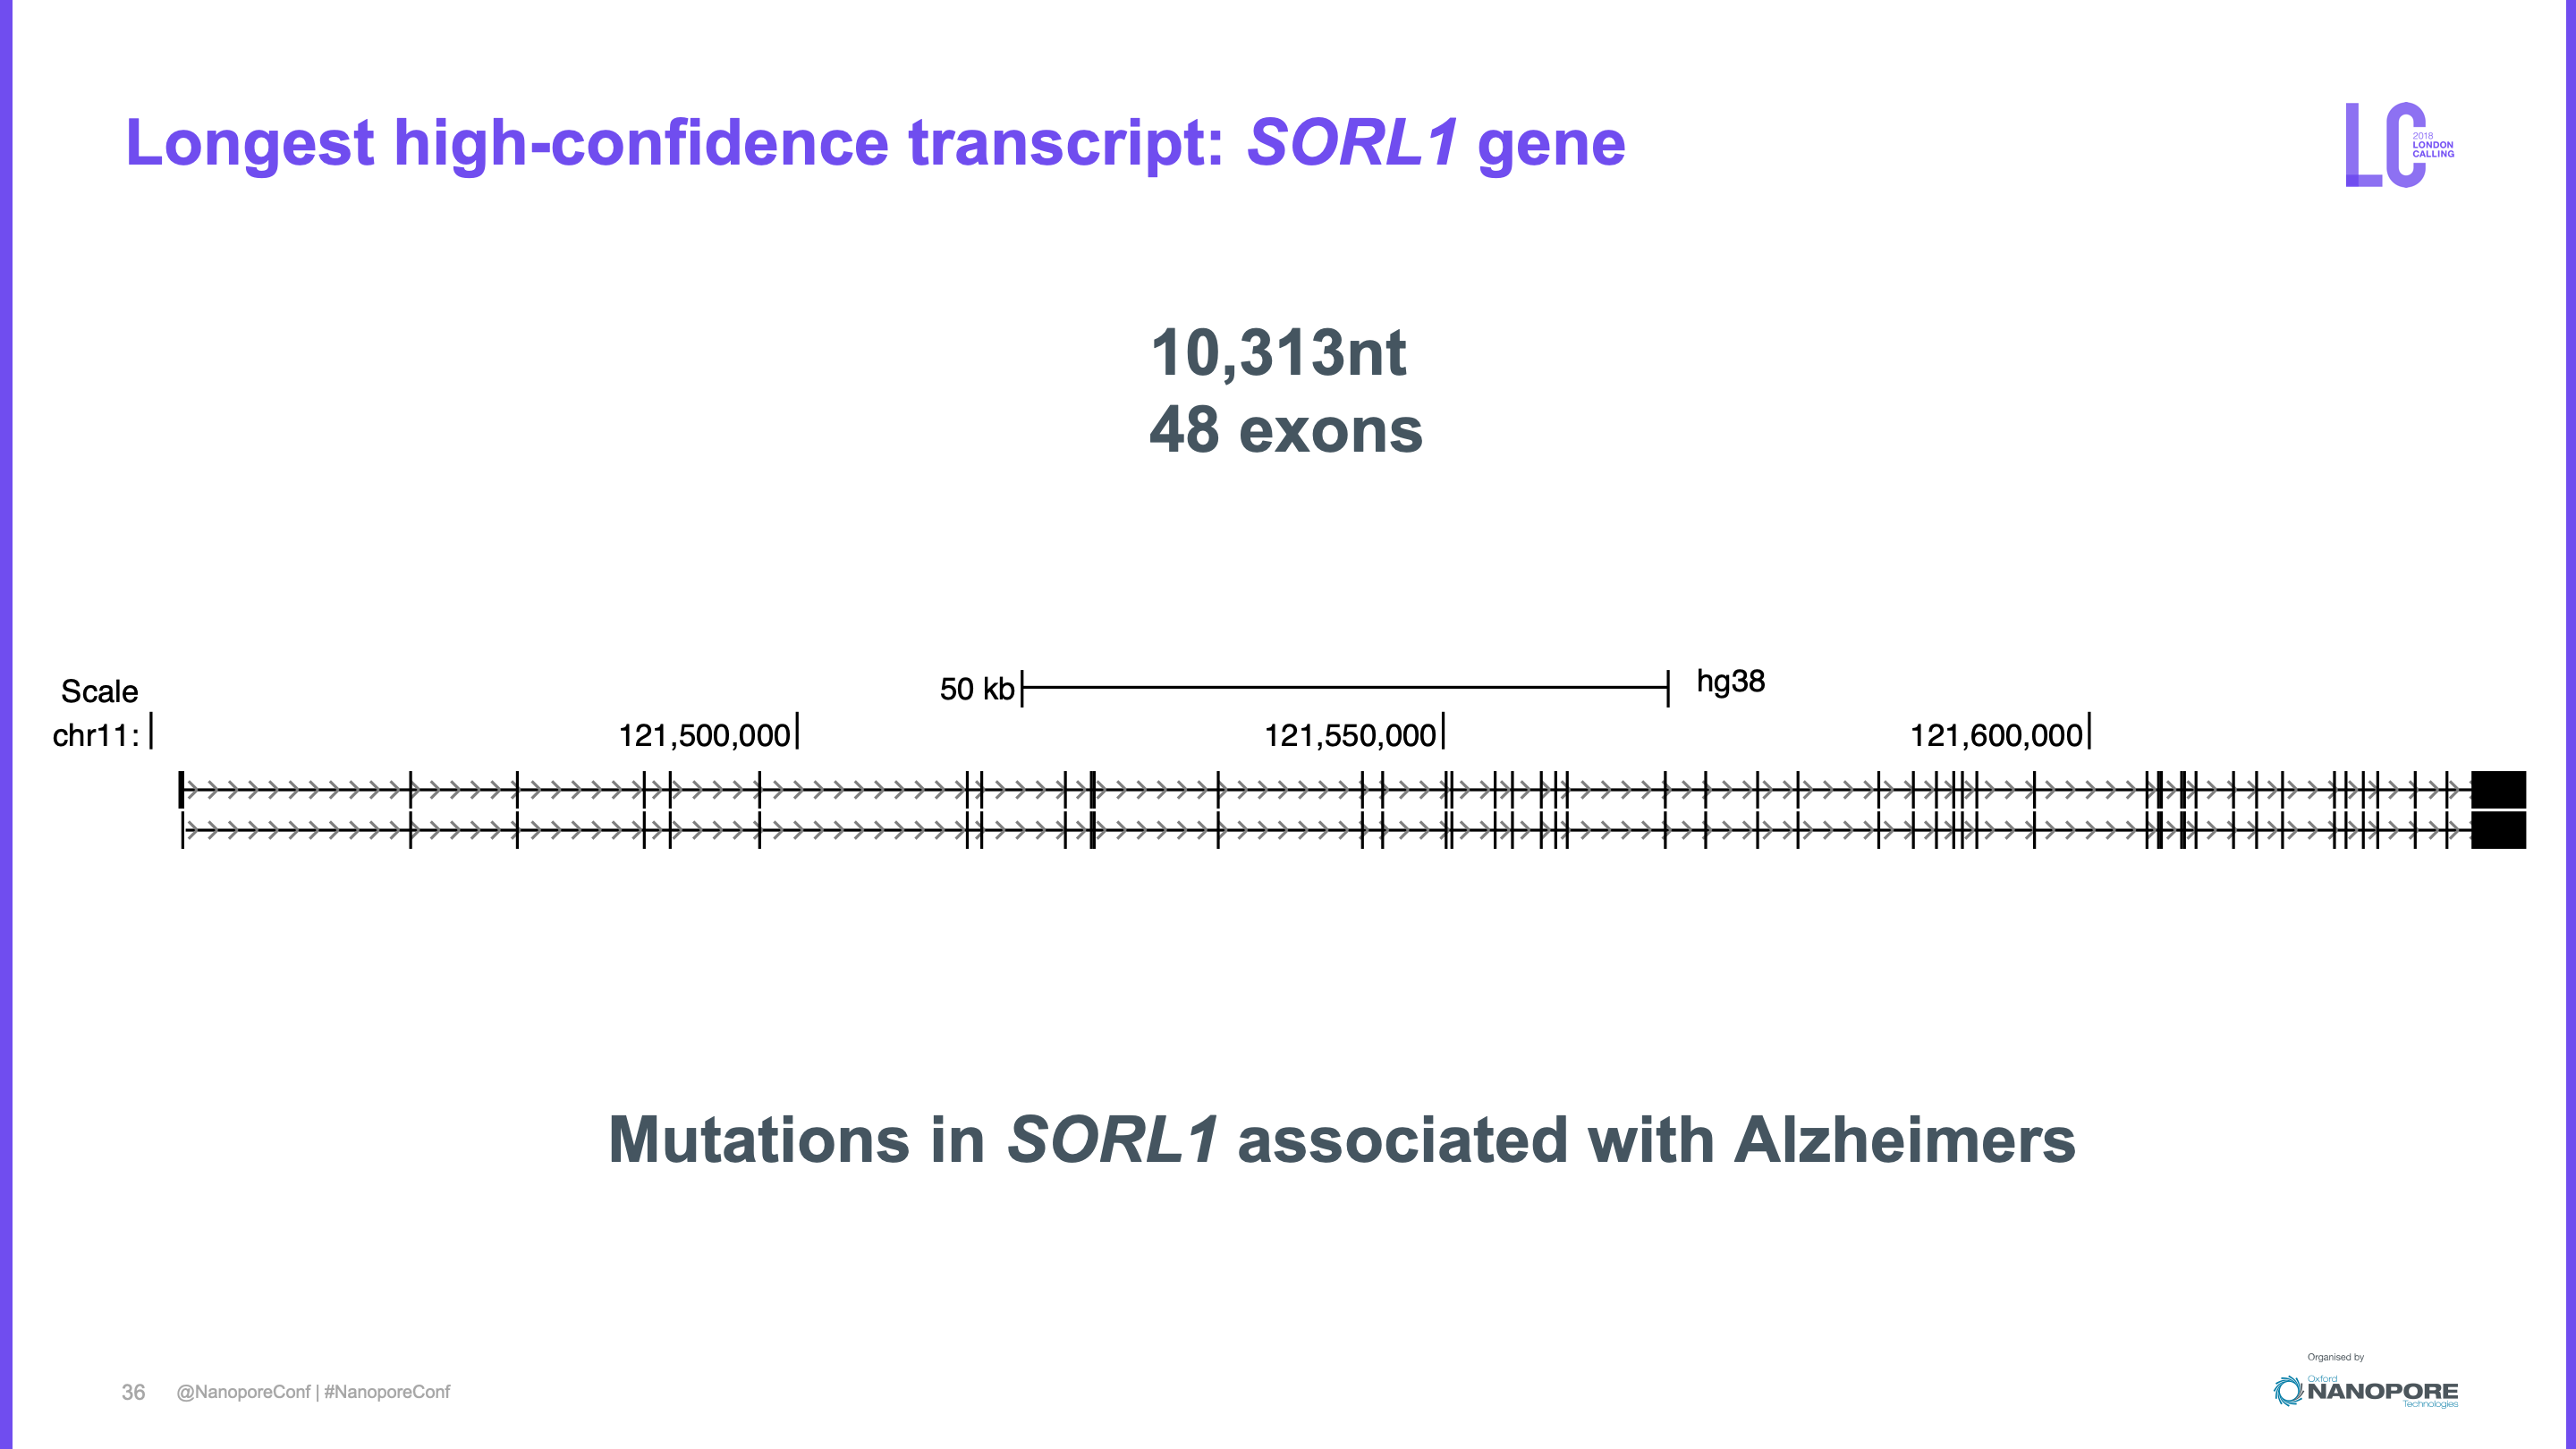 Longest high-confidence transcript: SORL1 gene
LC
2018
LONDON
CALLING
10,313nt
48 exons
Scale
50 kb
hg38
chr11:
121,500,000
121,550,000
121,600,000
Mutations in SORL1 associated with Alzheimers
36
@NanoporeConf | #NanoporeConf
Organised by
Oxford
NANOPORE
Technologies